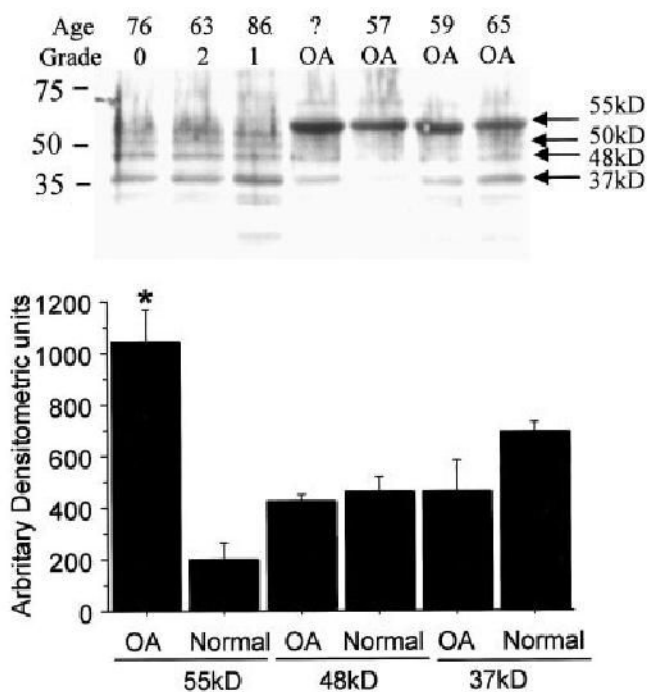 Age 76 63 86 ? 57 59 65
Grade 0 2 1 OA OA OA OA
75
55kD
50
50kD
48kD
35
37kD
*
1200
1000
800
600
400
200
0
Arbritary Densitometric units
OA Normal OA Normal OA Normal
55kD 48kD 37kD